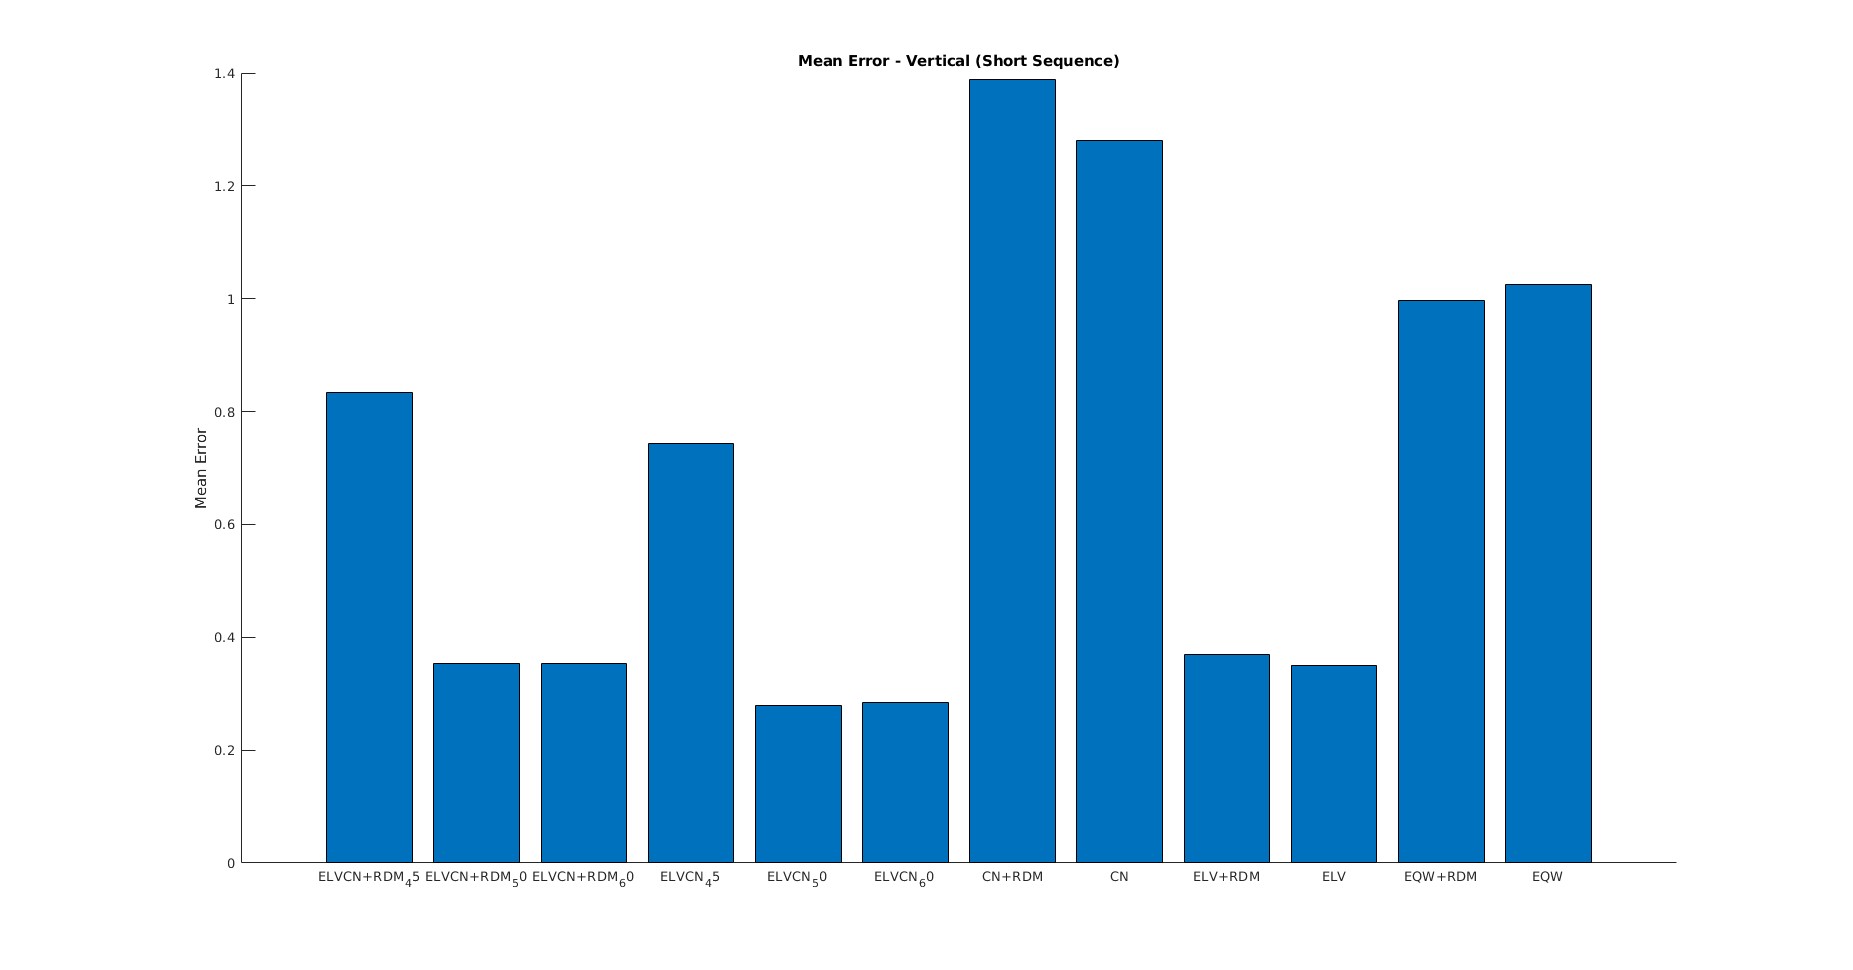 Mean Error - Vertical (Short Sequence)
1.4
1.2
1
0.8
0.6
0.4
0.2
0
Mean Error
ELVCN+RDM₄5 ELVCN+RDM₅0 ELVCN+RDM₆0 ELVCN₄5 ELVCN₅0 ELVCN₆0 CN+RDM CN ELV+RDM ELV EQW+RDM EQW